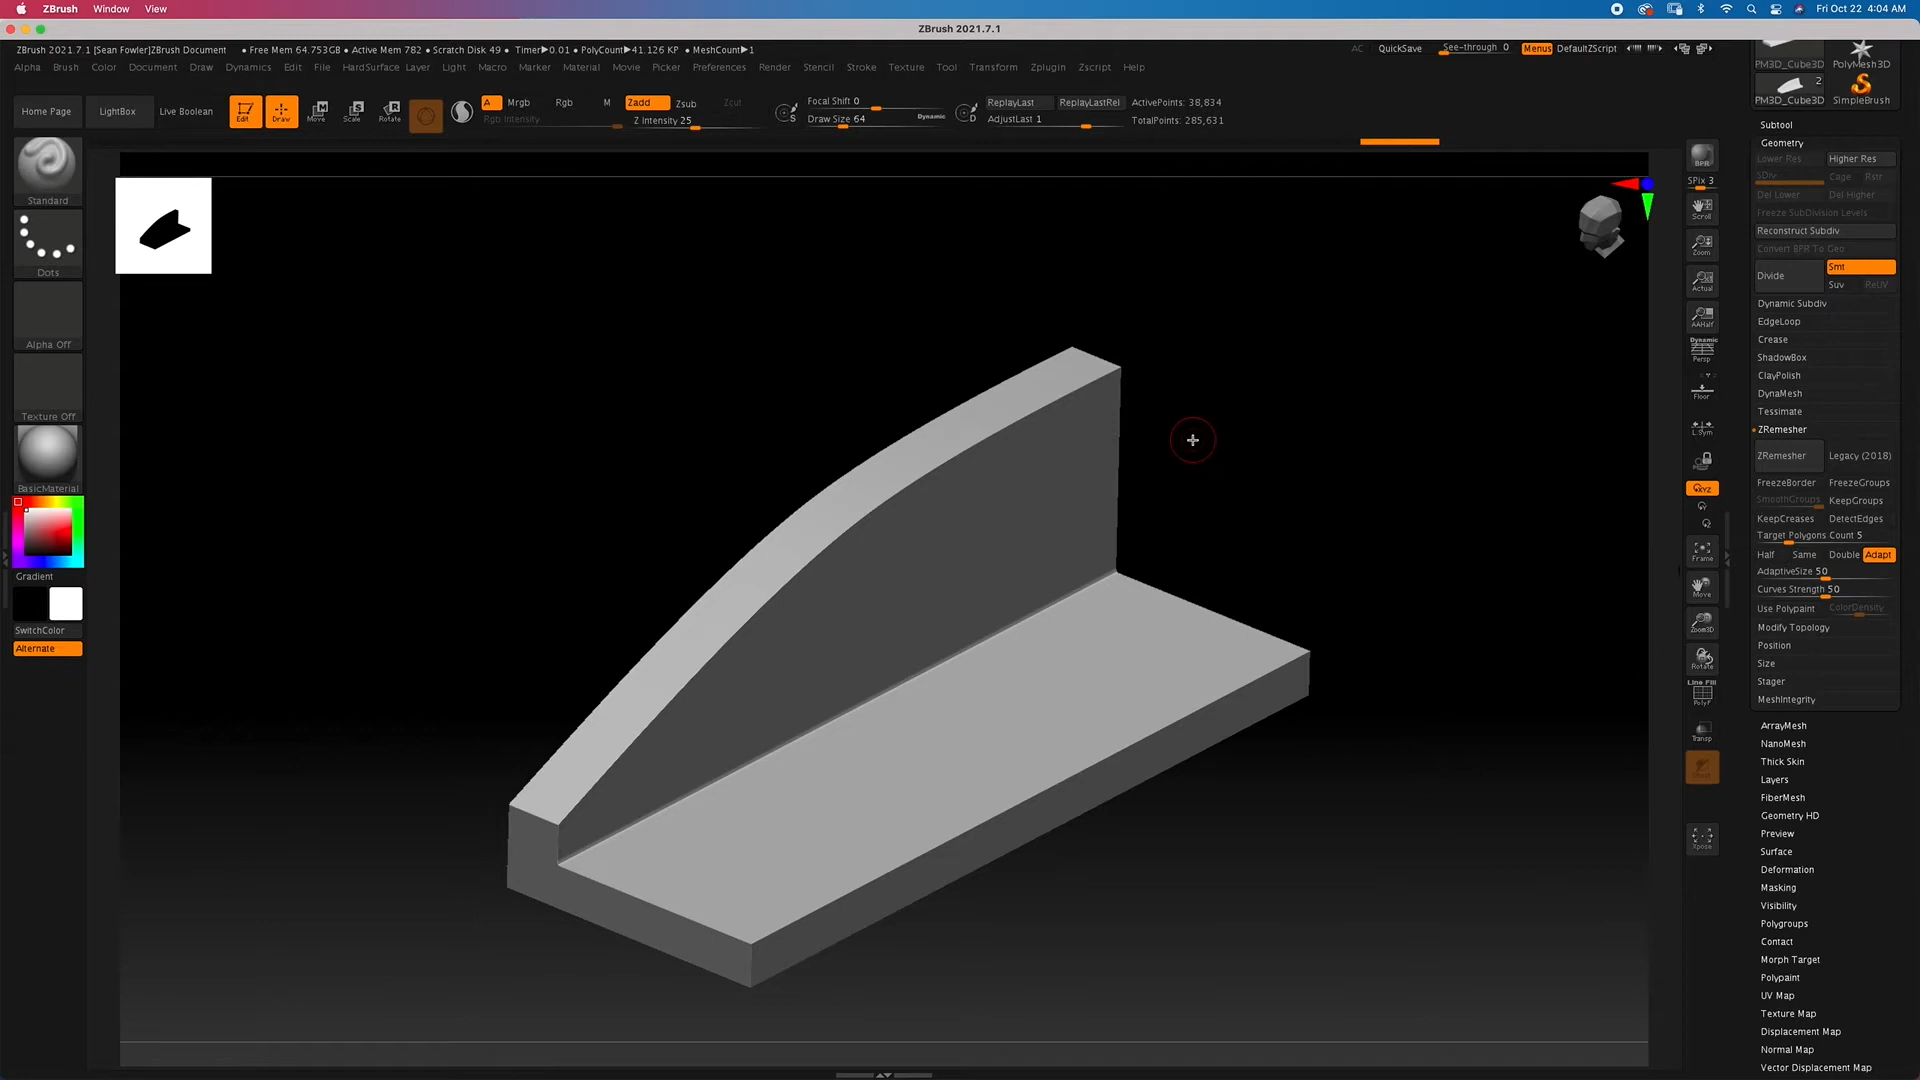 ZBrush Window View Fri Oct 22 4:04 AM
ZBrush 2021.7.1
ZBrush 2021.7.1 [Sean Fowler]ZBrush Document • Free Mem 64.753GB • Active Mem 782 • Scratch Disk 49 • Timer▶0.01 • PolyCount▶41.126 KP • MeshCount▶1 AC QuickSave See-through 0 Menus DefaultZScript
Alpha Brush Color Document Draw Dynamics Edit File HardSurface Layer Light Macro Marker Material Movie Picker Preferences Render Stencil Stroke Texture Tool Transform Zplugin Zscript Help
Home Page LightBox Live Boolean Edit Draw Move Scale Rotate
A Mrgb Rgb M Zadd Zsub Zcut
Rgb Intensity Z Intensity 25
Focal Shift 0
Draw Size 64 Dynamic
ReplayLast ReplayLastRel ActivePoints: 38,834
AdjustLast 1 TotalPoints: 285,631
Standard
Dots
Alpha Off
Texture Off
BasicMaterial
Gradient
SwitchColor
Alternate
BPR
SPix 3
Scroll
Zoom
Actual
AAHalf
Dynamic
Persp
Floor
L.Sym
XYZ
Frame
Move
Zoom3D
Rotate
Line Fill
PolyF
Transp
Xpose
PM3D_Cube3D PolyMesh3D
2
PM3D_Cube3D SimpleBrush
Subtool
Geometry
Lower Res Higher Res
SDiv Cage Rstr
Del Lower Del Higher
Freeze SubDivision Levels
Reconstruct Subdiv
Convert BPR To Geo
Divide Smt
Suv ReUV
Dynamic Subdiv
EdgeLoop
Crease
ShadowBox
ClayPolish
DynaMesh
Tessimate
ZRemesher
ZRemesher Legacy (2018)
FreezeBorder FreezeGroups
SmoothGroups KeepGroups
KeepCreases DetectEdges
Target Polygons Count 5
Half Same Double Adapt
AdaptiveSize 50
Curves Strength 50
Use Polypaint ColorDensity
Modify Topology
Position
Size
Stager
MeshIntegrity
ArrayMesh
NanoMesh
Thick Skin
Layers
FiberMesh
Geometry HD
Preview
Surface
Deformation
Masking
Visibility
Polygroups
Contact
Morph Target
Polypaint
UV Map
Texture Map
Displacement Map
Normal Map
Vector Displacement Map